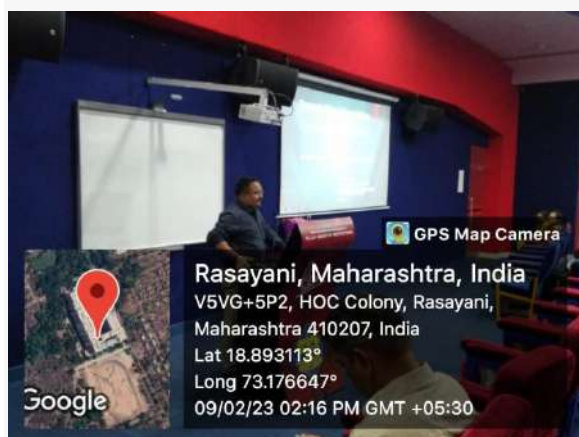 GPS Map Camera
Rasayani, Maharashtra, India
V5VG+5P2, HOC Colony, Rasayani,
Maharashtra 410207, India
Lat 18.893113°
Long 73.176647°
09/02/23 02:16 PM GMT +05:30
Google